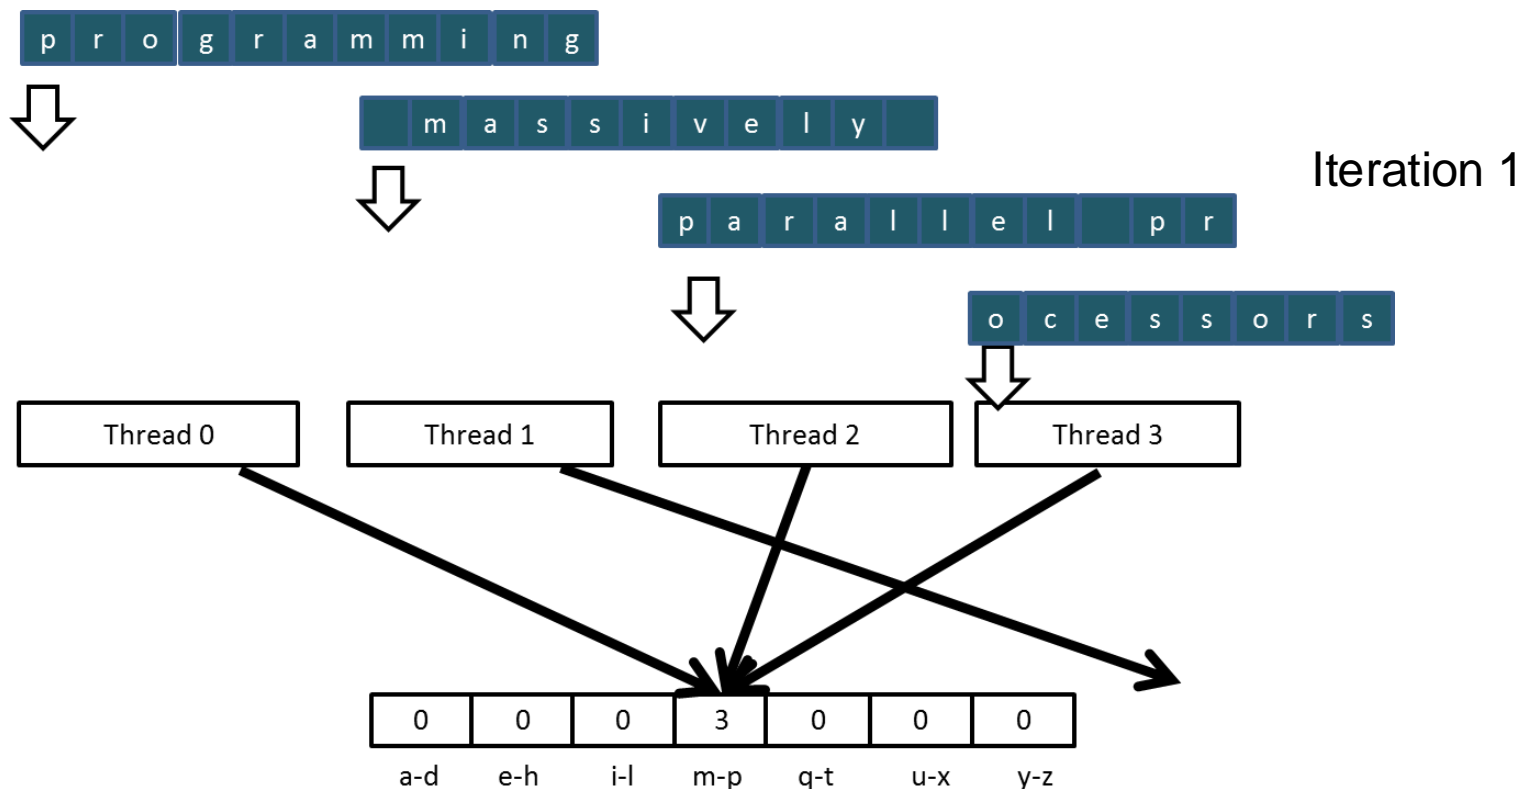 p r o g r a m m i n g
m a s s i v e l y
Iteration 1
p a r a l l e l p r
o c e s s o r s
Thread 0 Thread 1 Thread 2 Thread 3
0 0 0 3 0 0 0
a-d e-h i-l m-p q-t u-x y-z